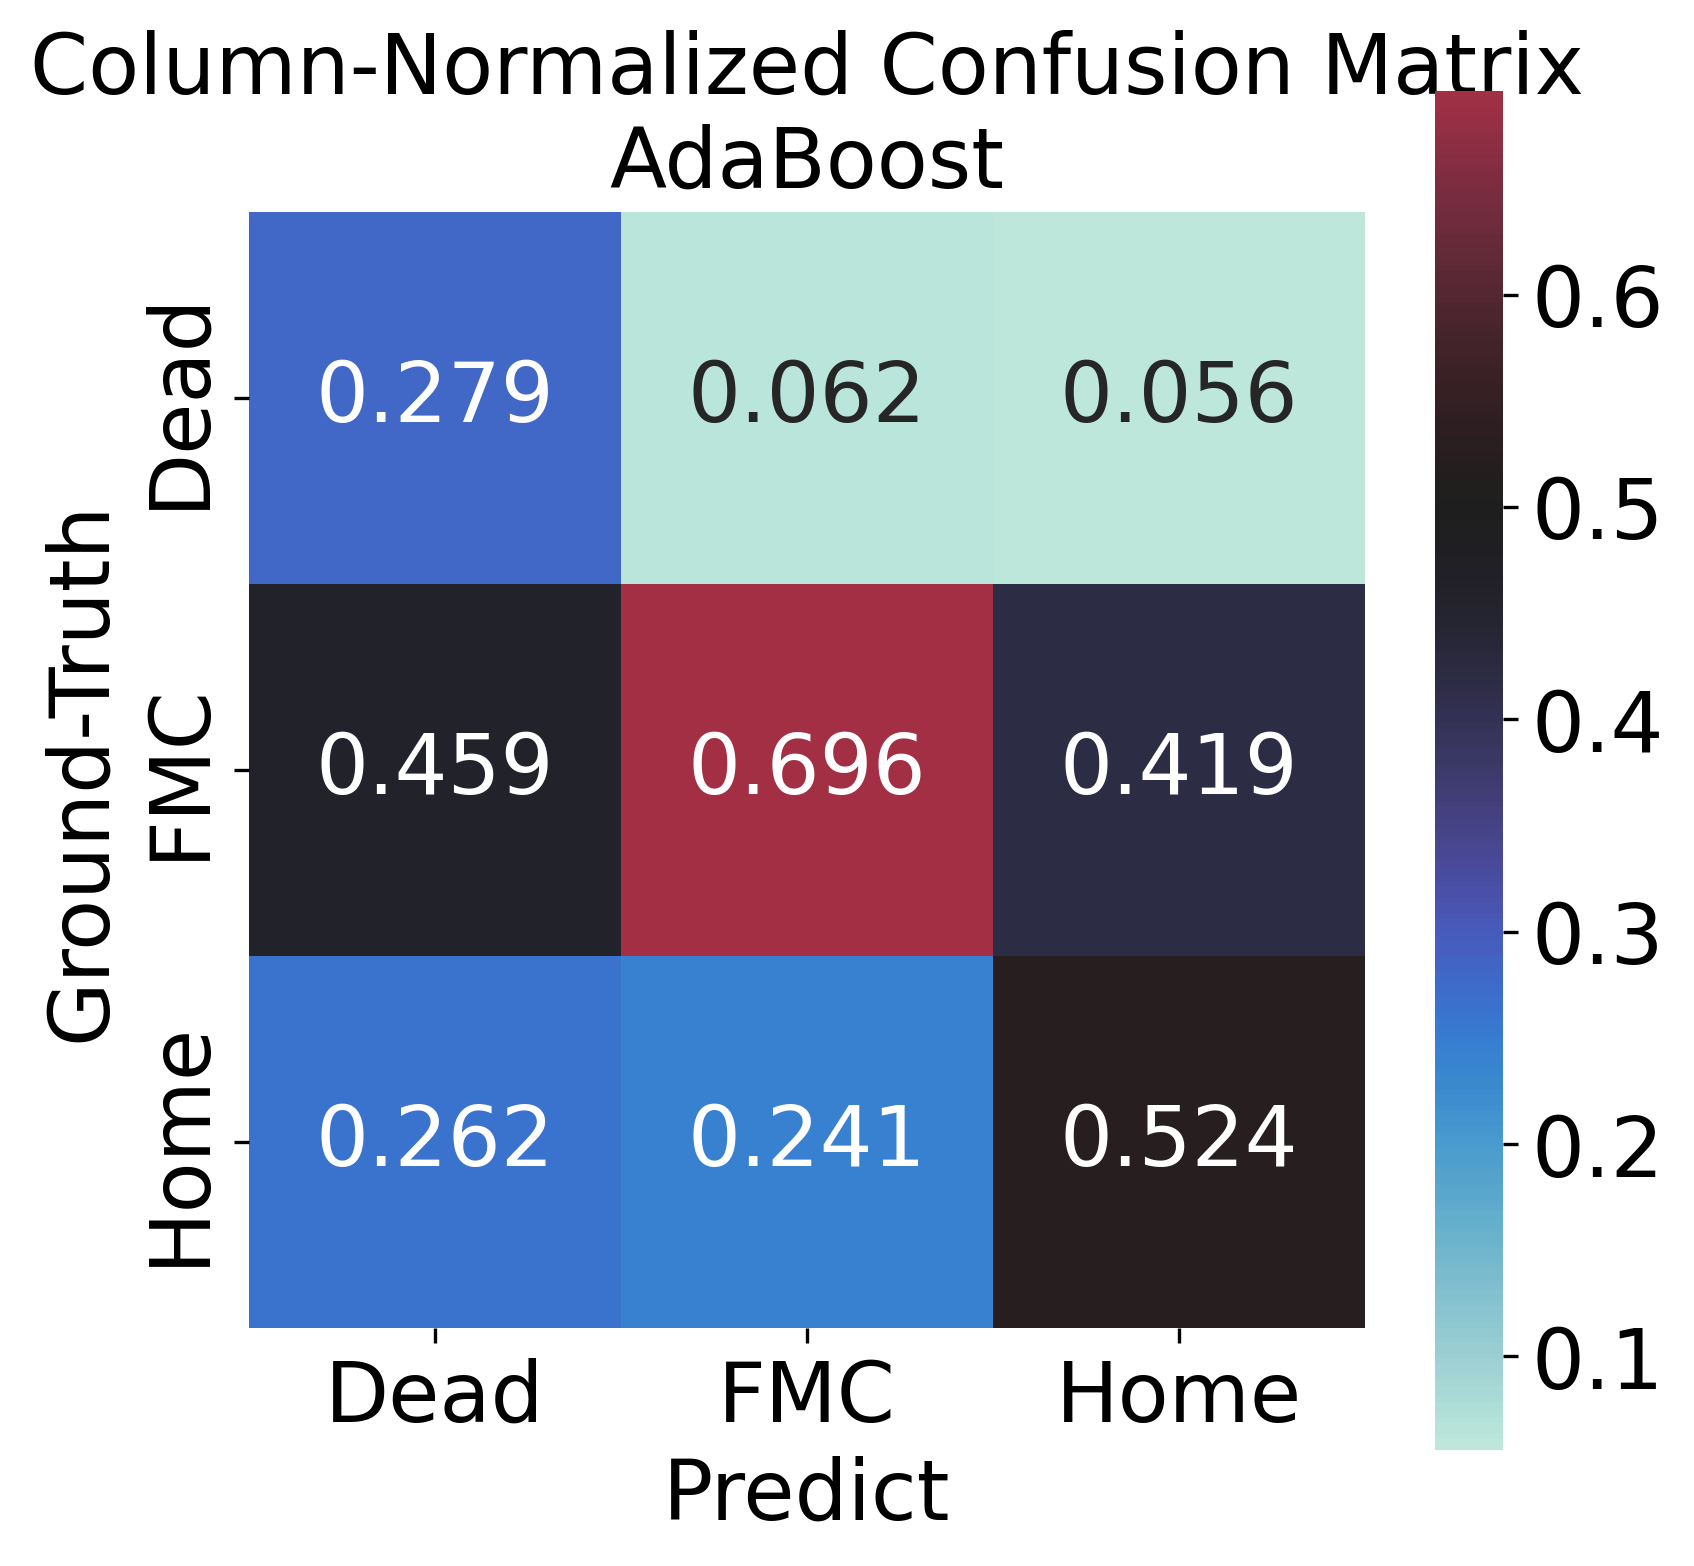 Column-Normalized Confusion Matrix
AdaBoost
Ground-Truth
Dead
0.279 0.062 0.056
FMC
0.459 0.696 0.419
Home
0.262 0.241 0.524
Dead FMC Home
Predict
0.6
0.5
0.4
0.3
0.2
0.1